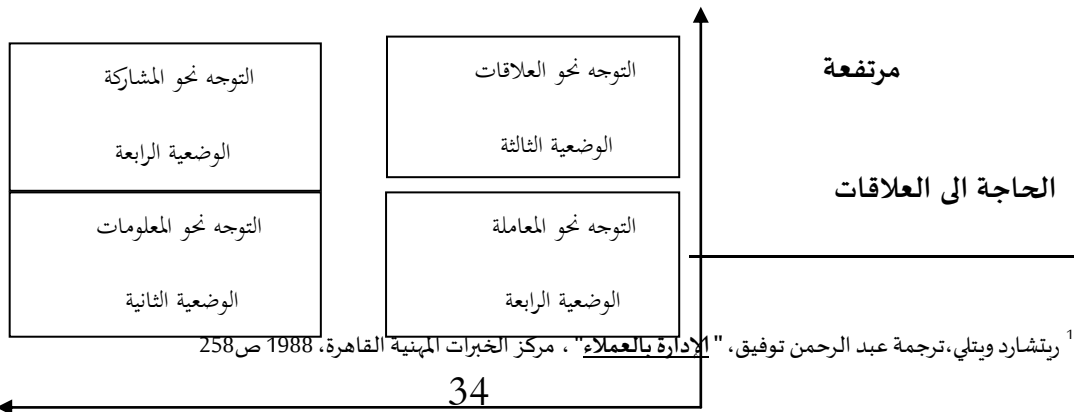 مرتفعة
التوجه نحو العلاقات
الوضعية الثالثة
التوجه نحو المشاركة
الوضعية الرابعة
الحاجة الى العلاقات
التوجه نحو المعاملة
الوضعية الرابعة
التوجه نحو المعلومات
الوضعية الثانية
1 ريتشارد ويتلي،ترجمة عبد الرحمن توفيق، " الإدارة بالعملاء" ، مركز الخبرات المهنية القاهرة، 1988 ص258
34